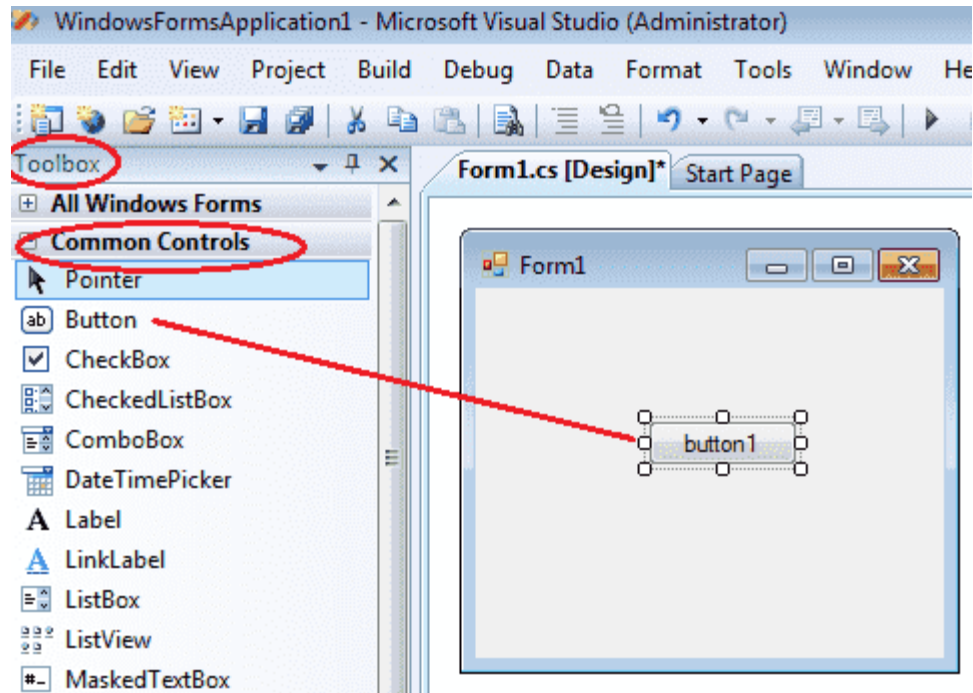 WindowsFormsApplication1 - Microsoft Visual Studio (Administrator)
File Edit View Project Build Debug Data Format Tools Window He
Toolbox
Form1.cs [Design]* Start Page
All Windows Forms
Common Controls
Pointer
ab Button
CheckBox
CheckedListBox
ComboBox
DateTimePicker
A Label
A LinkLabel
ListBox
ListView
#- MaskedTextBox
Form1
button1